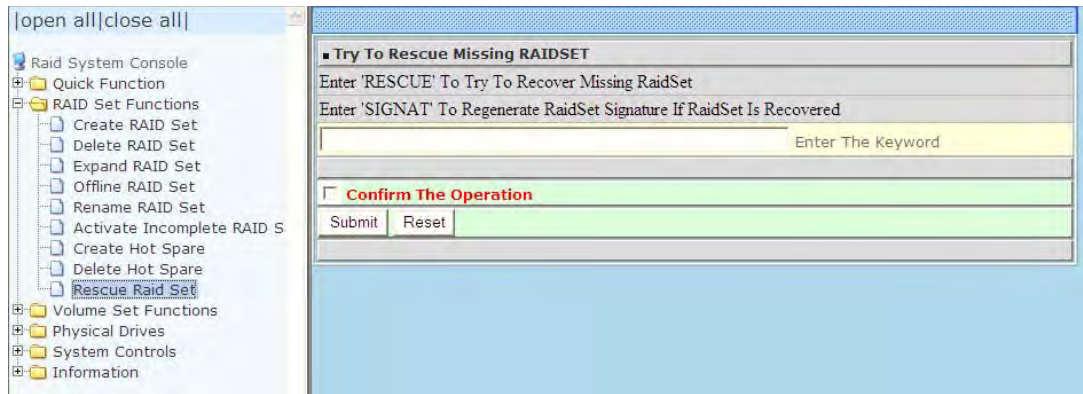 |open all|close all|
Raid System Console
Quick Function
RAID Set Functions
Create RAID Set
Delete RAID Set
Expand RAID Set
Offline RAID Set
Rename RAID Set
Activate Incomplete RAID S
Create Hot Spare
Delete Hot Spare
Rescue Raid Set
Volume Set Functions
Physical Drives
System Controls
Information
Try To Rescue Missing RAIDSET
Enter 'RESCUE' To Try To Recover Missing RaidSet
Enter 'SIGNAT' To Regenerate RaidSet Signature If RaidSet Is Recovered
Enter The Keyword
Confirm The Operation
Submit Reset